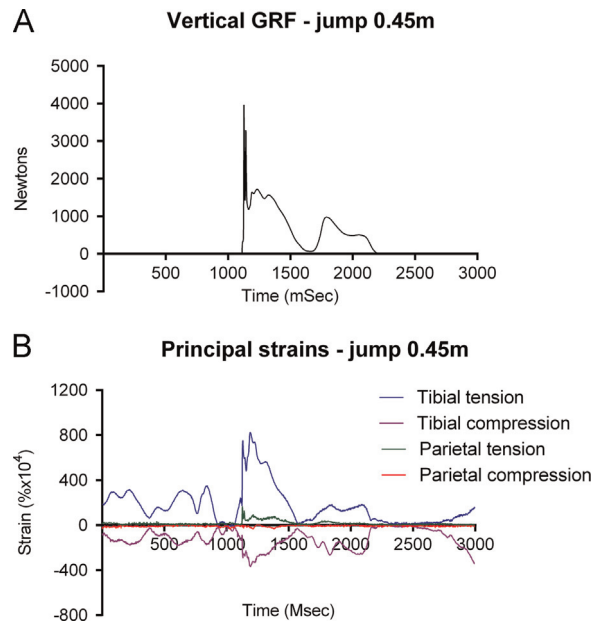 A
Vertical GRF - jump 0.45m
5000
4000
3000
2000
1000
0
-1000
Newtons
500 1000 1500 2000 2500 3000
Time (mSec)
B
Principal strains - jump 0.45m
1200
800
400
0
-400
-800
Strain (%x10⁴)
Tibial tension
Tibial compression
Parietal tension
Parietal compression
500 1000 1500 2000 2500 3000
Time (Msec)